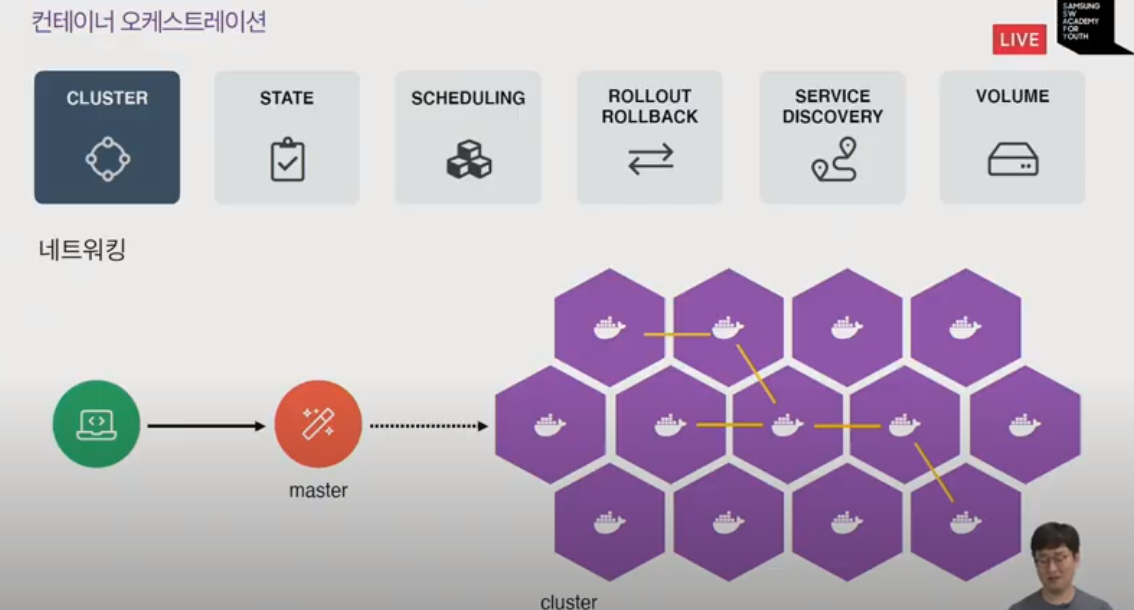 컨테이너 오케스트레이션
LIVE
SAMSUNG
SW
ACADEMY
FOR
YOUTH
CLUSTER
STATE
SCHEDULING
ROLLOUT
ROLLBACK
SERVICE
DISCOVERY
VOLUME
네트워킹
master
cluster